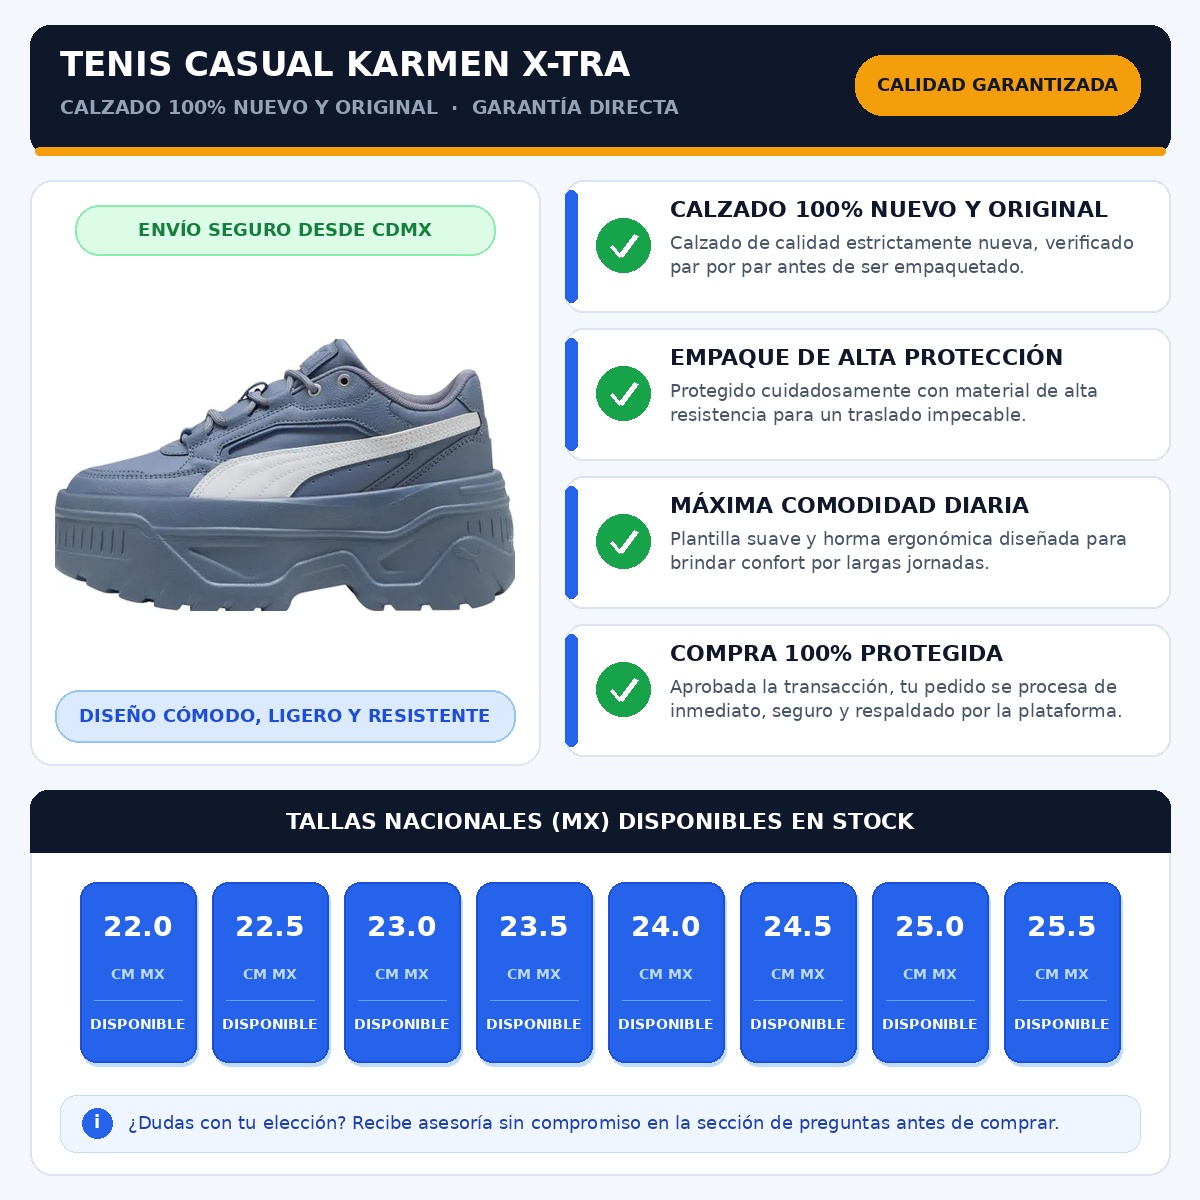 TENIS CASUAL KARMEN X-TRA
CALZADO 100% NUEVO Y ORIGINAL · GARANTÍA DIRECTA
CALIDAD GARANTIZADA
ENVÍO SEGURO DESDE CDMX
DISEÑO CÓMODO, LIGERO Y RESISTENTE
CALZADO 100% NUEVO Y ORIGINAL
Calzado de calidad estrictamente nueva, verificado
par por par antes de ser empaquetado.
EMPAQUE DE ALTA PROTECCIÓN
Protegido cuidadosamente con material de alta
resistencia para un traslado impecable.
MÁXIMA COMODIDAD DIARIA
Plantilla suave y horma ergonómica diseñada para
brindar confort por largas jornadas.
COMPRA 100% PROTEGIDA
Aprobada la transacción, tu pedido se procesa de
inmediato, seguro y respaldado por la plataforma.
TALLAS NACIONALES (MX) DISPONIBLES EN STOCK
22.0 22.5 23.0 23.5 24.0 24.5 25.0 25.5
CM MX CM MX CM MX CM MX CM MX CM MX CM MX CM MX
DISPONIBLE DISPONIBLE DISPONIBLE DISPONIBLE DISPONIBLE DISPONIBLE DISPONIBLE DISPONIBLE
i ¿Dudas con tu elección? Recibe asesoría sin compromiso en la sección de preguntas antes de comprar.